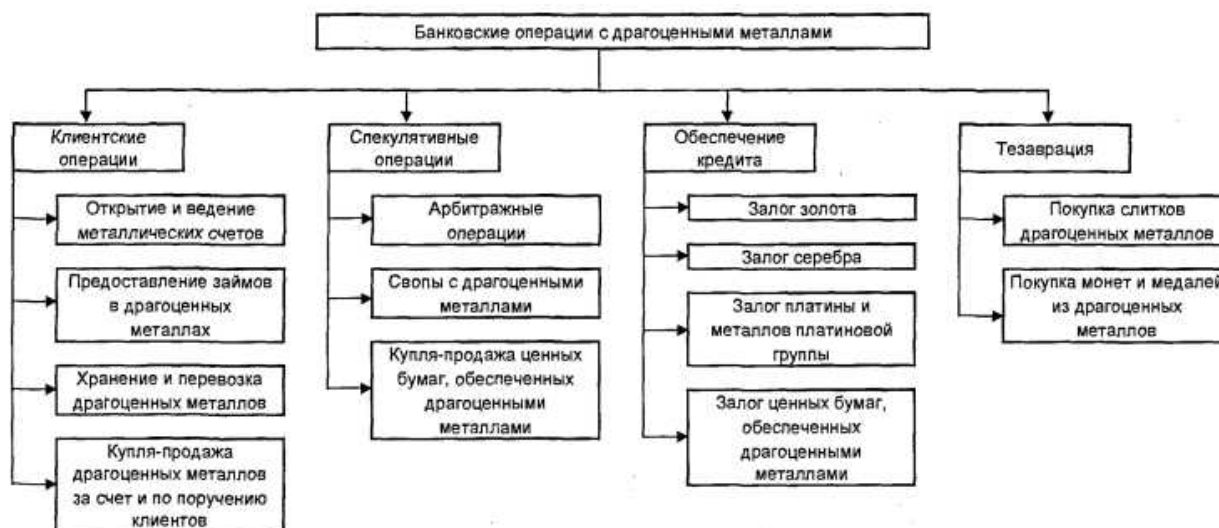 Банковские операции с драгоценными металлами
Клиентские
операции
Открытие и ведение
металлических счетов
Предоставление займов
в драгоценных
металлах
Хранение и перевозка
драгоценных металлов
Купля-продажа
драгоценных металлов
за счет и по поручению
клиентов
Спекулятивные
операции
Арбитражные
операции
Свопы с драгоценными
металлами
Купля-продажа ценных
бумаг, обеспеченных
драгоценными
металлами
Обеспечение
кредита
Залог золота
Залог серебра
Залог платины и
металлов платиновой
группы
Залог ценных бумаг,
обеспеченных
драгоценными
металлами
Тезаврация
Покупка слитков
драгоценных металлов
Покупка монет и медалей
из драгоценных
металлов